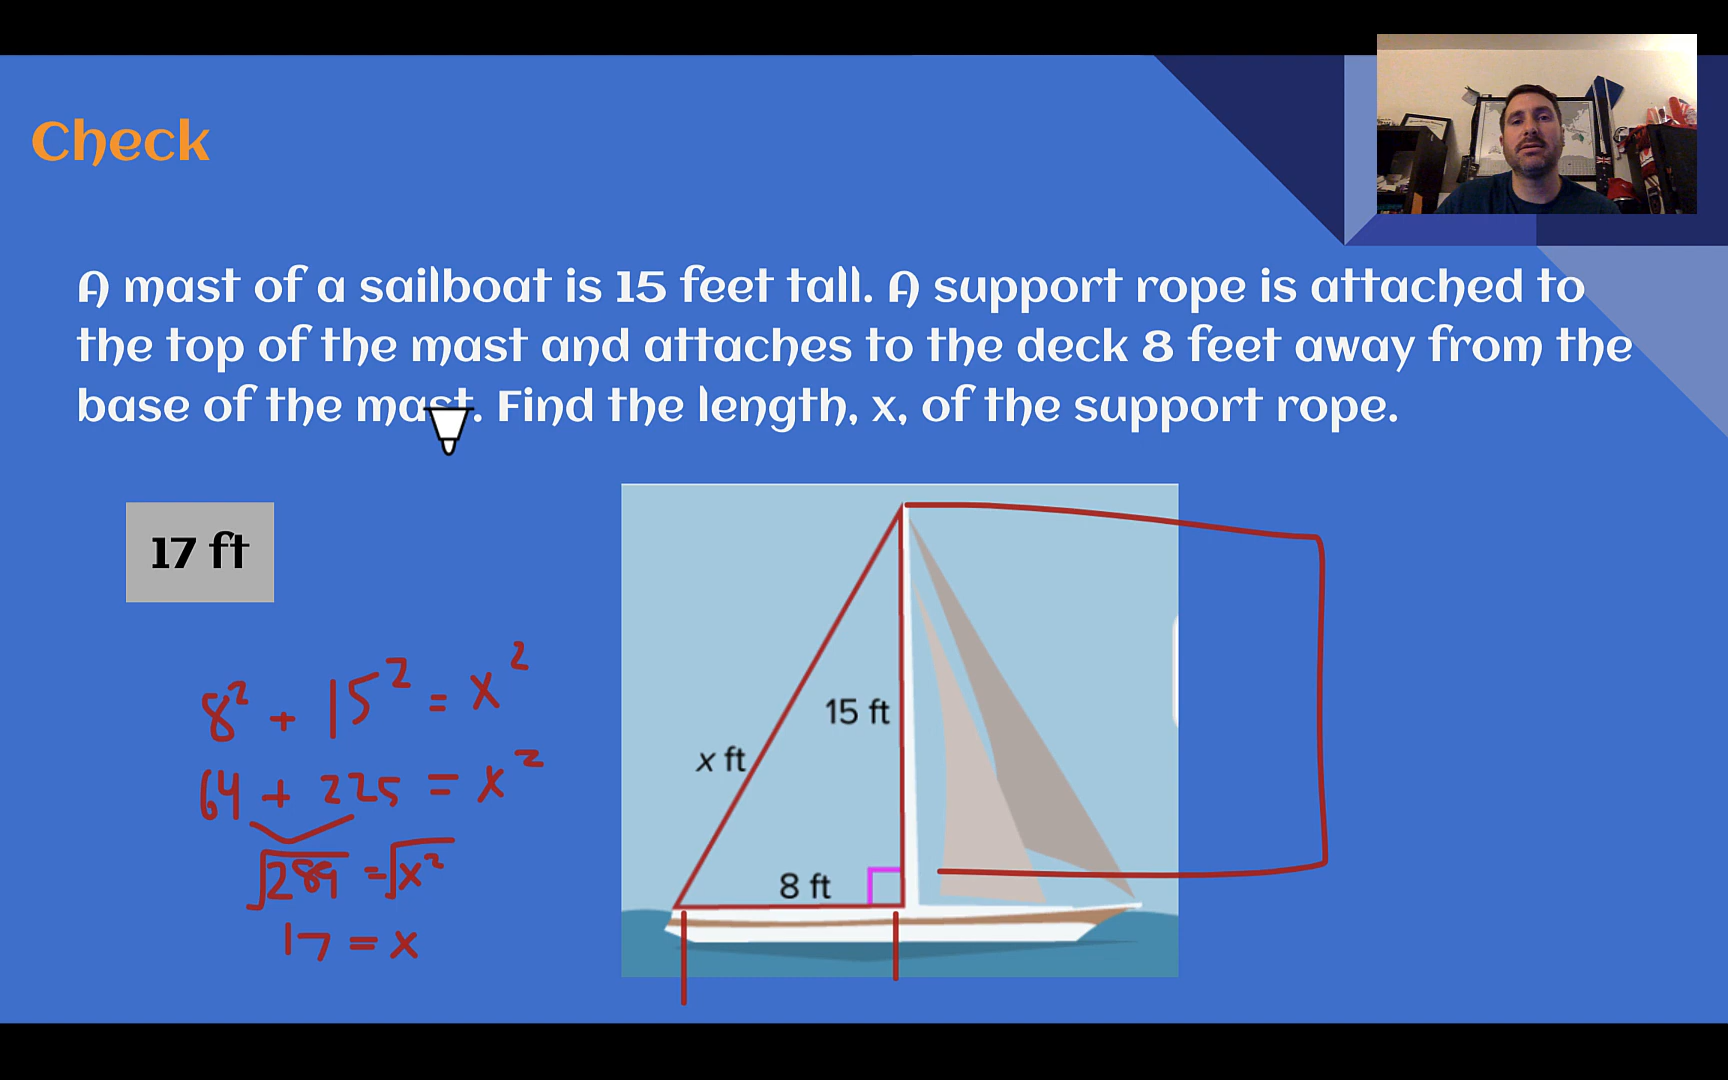 Check
A mast of a sailboat is 15 feet tall. A support rope is attached to
the top of the mast and attaches to the deck 8 feet away from the
base of the mast. Find the length, x, of the support rope.
17 ft
8² + 15² = x²
64 + 225 = x²
√289 = √x²
17 = x
15 ft
x ft
8 ft